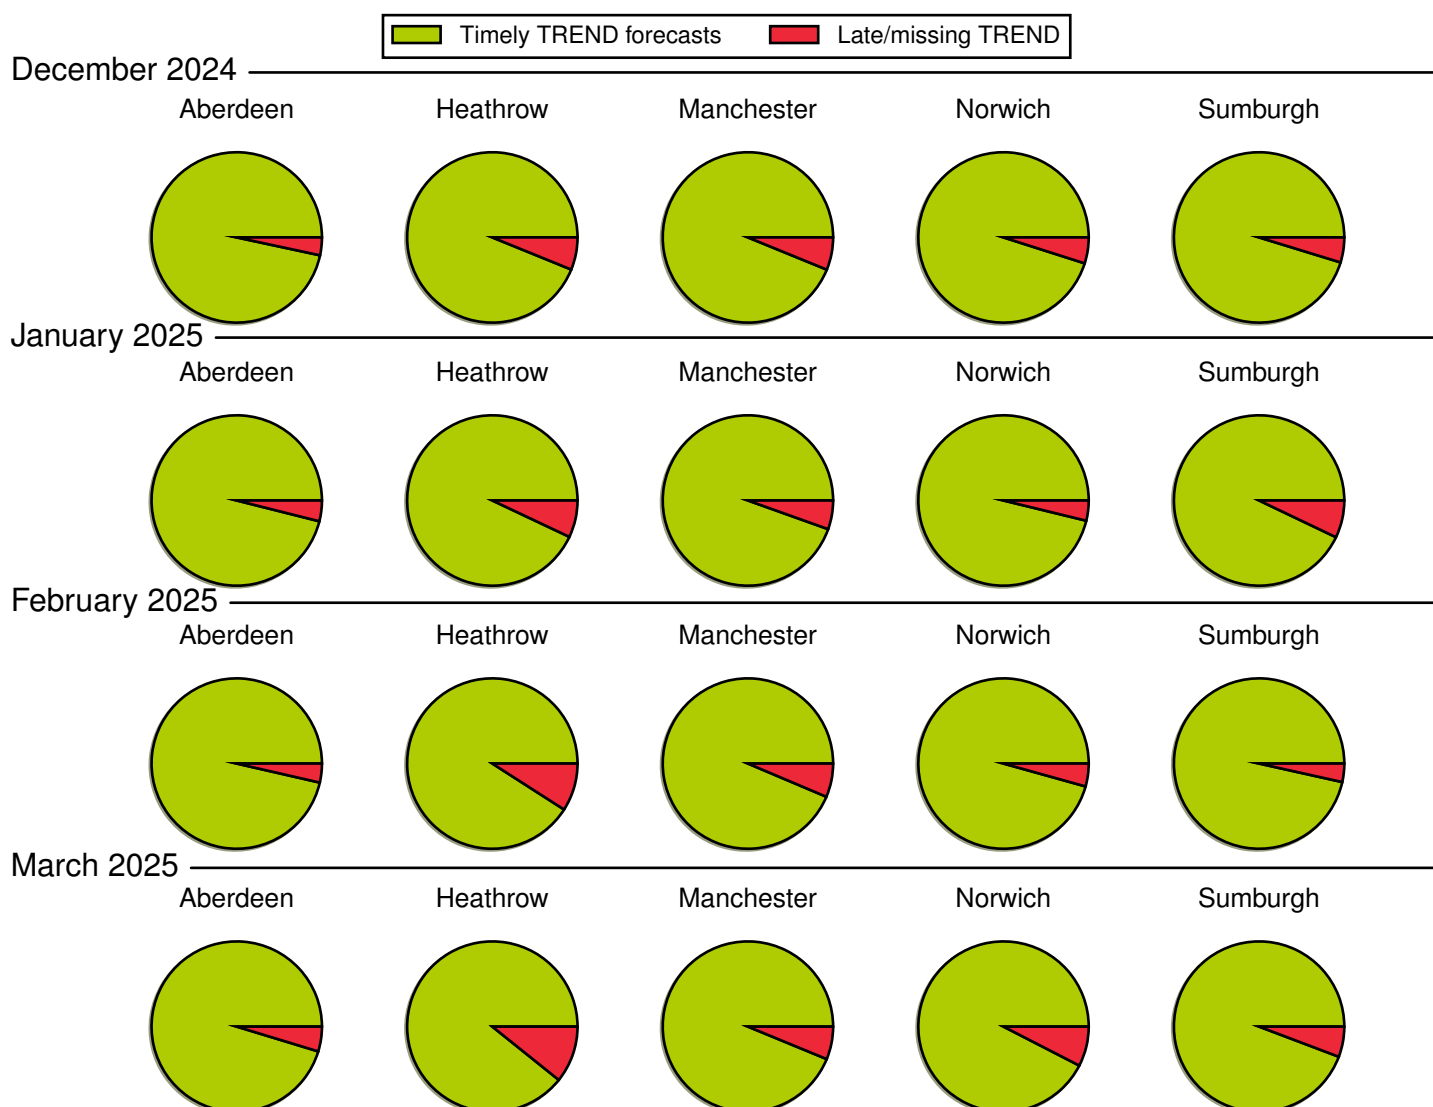 Timely TREND forecasts Late/missing TREND
December 2024
Aberdeen Heathrow Manchester Norwich Sumburgh
January 2025
Aberdeen Heathrow Manchester Norwich Sumburgh
February 2025
Aberdeen Heathrow Manchester Norwich Sumburgh
March 2025
Aberdeen Heathrow Manchester Norwich Sumburgh